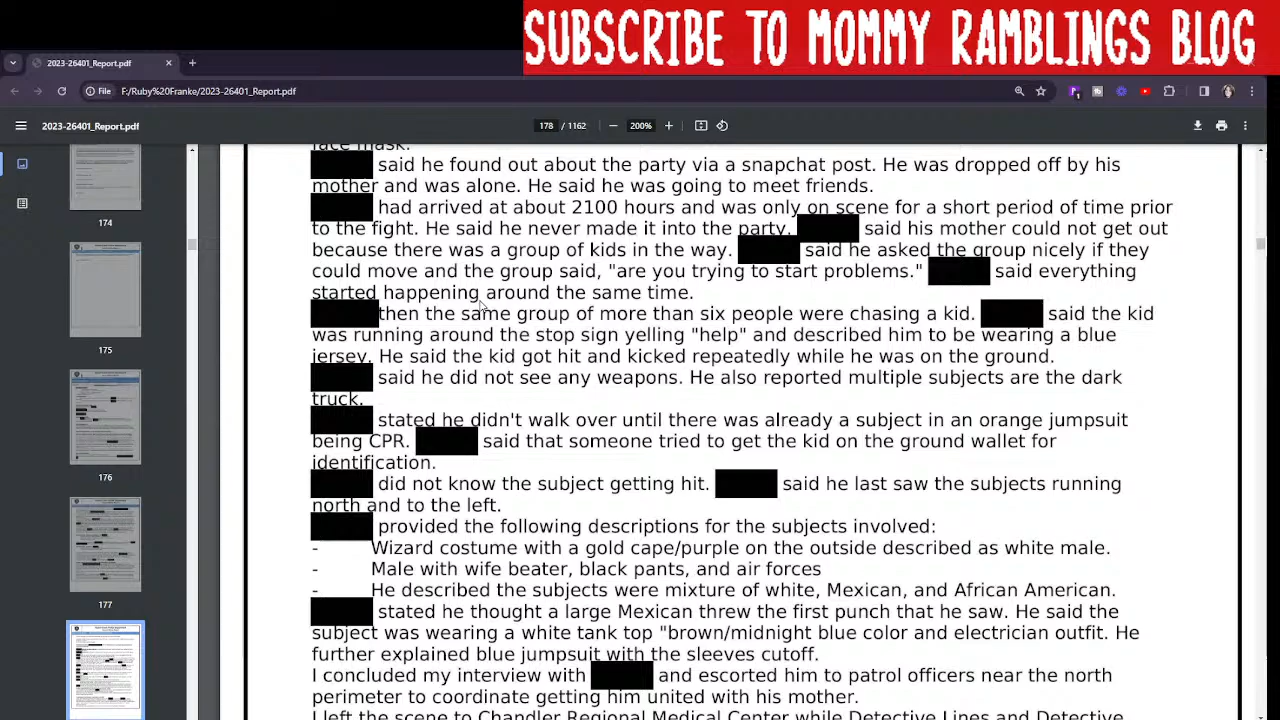 SUBSCRIBE TO MOMMY RAMBLINGS BLOG
2023-26401_Report.pdf
File F:/Ruby%20Franke/2023-26401_Report.pdf
2023-26401_Report.pdf 178 / 1162 200%
174
175
176
177
face mask.
said he found out about the party via a snapchat post. He was dropped off by his
mother and was alone. He said he was going to meet friends.
had arrived at about 2100 hours and was only on scene for a short period of time prior
to the fight. He said he never made it into the party. said his mother could not get out
because there was a group of kids in the way. said he asked the group nicely if they
could move and the group said, "are you trying to start problems." said everything
started happening around the same time.
then the same group of more than six people were chasing a kid. said the kid
was running around the stop sign yelling "help" and described him to be wearing a blue
jersey. He said the kid got hit and kicked repeatedly while he was on the ground.
said he did not see any weapons. He also reported multiple subjects are the dark
truck.
stated he didnt walk over until there was already a subject in an orange jumpsuit
being CPR. said that someone tried to get the kid on the ground wallet for
identification.
did not know the subject getting hit. said he last saw the subjects running
north and to the left.
provided the following descriptions for the subjects involved:
- Wizard costume with a gold cape/purple on the outside described as white male.
- Male with wife beater, black pants, and air forces
- He described the subjects were mixture of white, Mexican, and African American.
stated he thought a large Mexican threw the first punch that he saw. He said the
subject was wearing a tank top "brown/midnight blue color and electrician outfit. He
further explained blue jumpsuit with the sleeves cutoff.
I concluded my interview with and escorted him to patrol officers near the north
perimeter to coordinate getting him united with his mother.
I left the scene to Chandler Regional Medical Center while Detective Lines and Detective